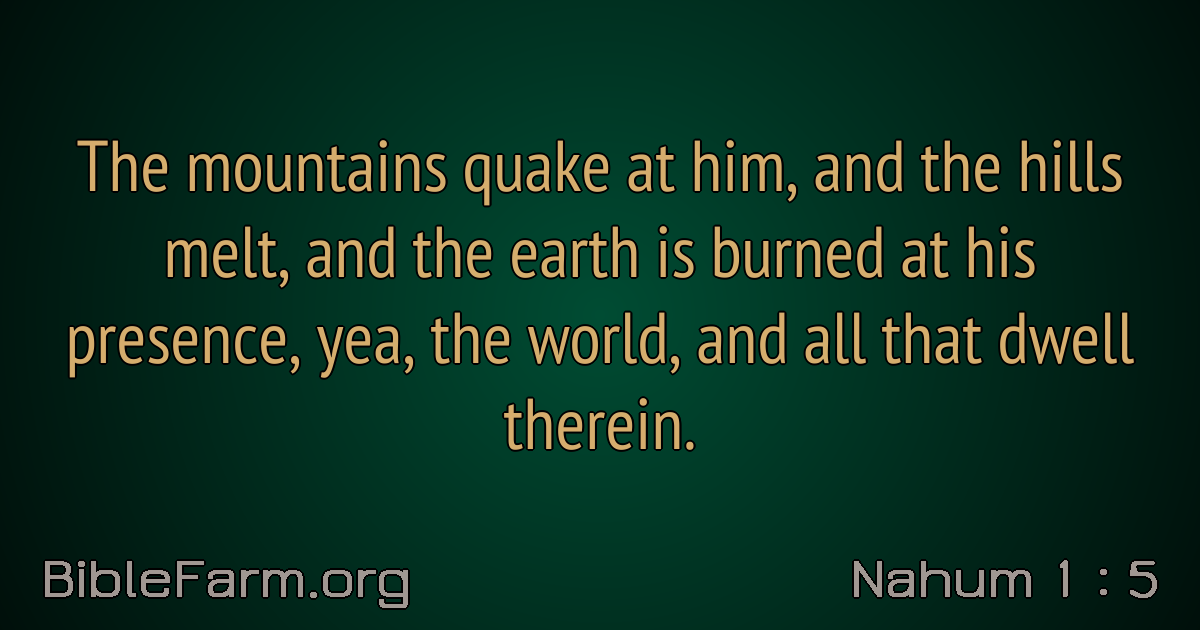 The mountains quake at him, and the hills
melt, and the earth is burned at his
presence, yea, the world, and all that dwell
therein.
BibleFarm.org
Nahum 1 : 5